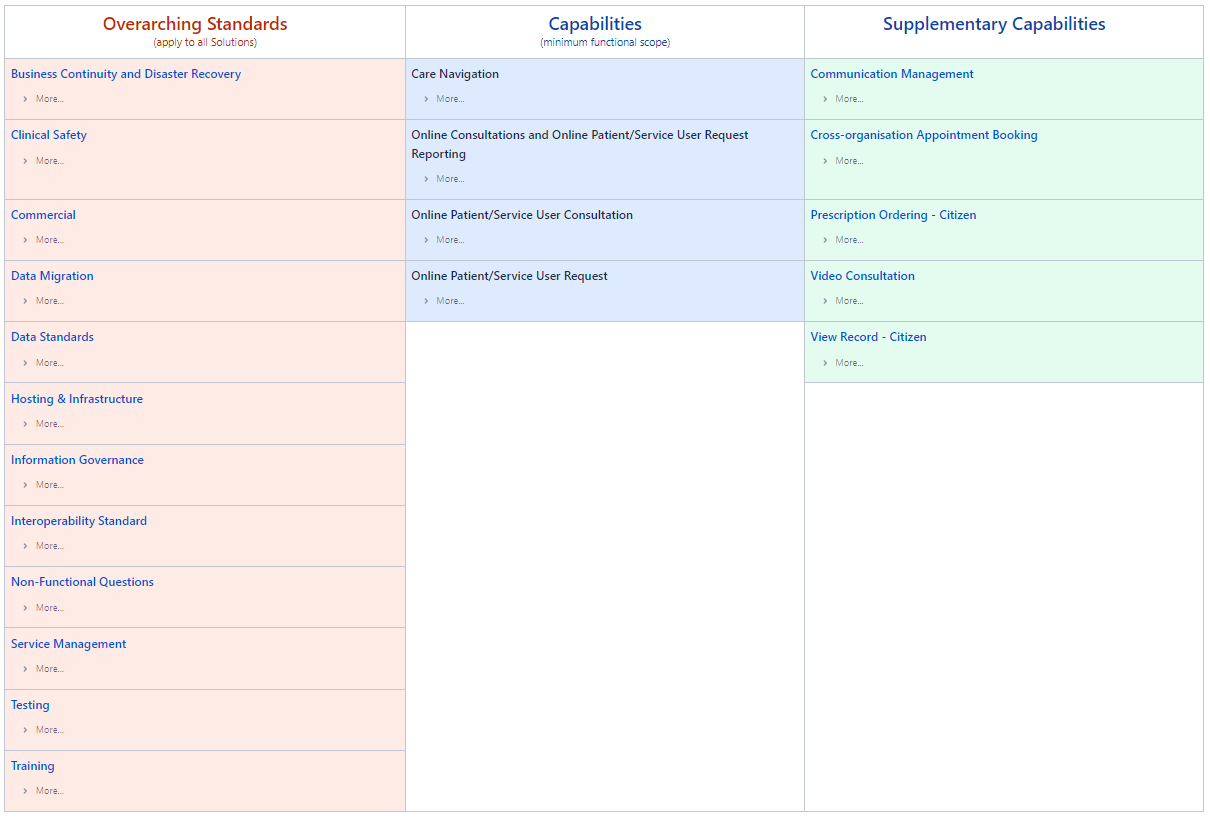 Overarching Standards
(apply to all Solutions)
Capabilities
(minimum functional scope)
Supplementary Capabilities
Business Continuity and Disaster Recovery
More...
Care Navigation
More...
Communication Management
More...
Clinical Safety
More...
Online Consultations and Online Patient/Service User Request
Reporting
More...
Cross-organisation Appointment Booking
More...
Commercial
More...
Online Patient/Service User Consultation
More...
Prescription Ordering - Citizen
More...
Data Migration
More...
Online Patient/Service User Request
More...
Video Consultation
More...
Data Standards
More...
View Record - Citizen
More...
Hosting & Infrastructure
More...
Information Governance
More...
Interoperability Standard
More...
Non-Functional Questions
More...
Service Management
More...
Testing
More...
Training
More...